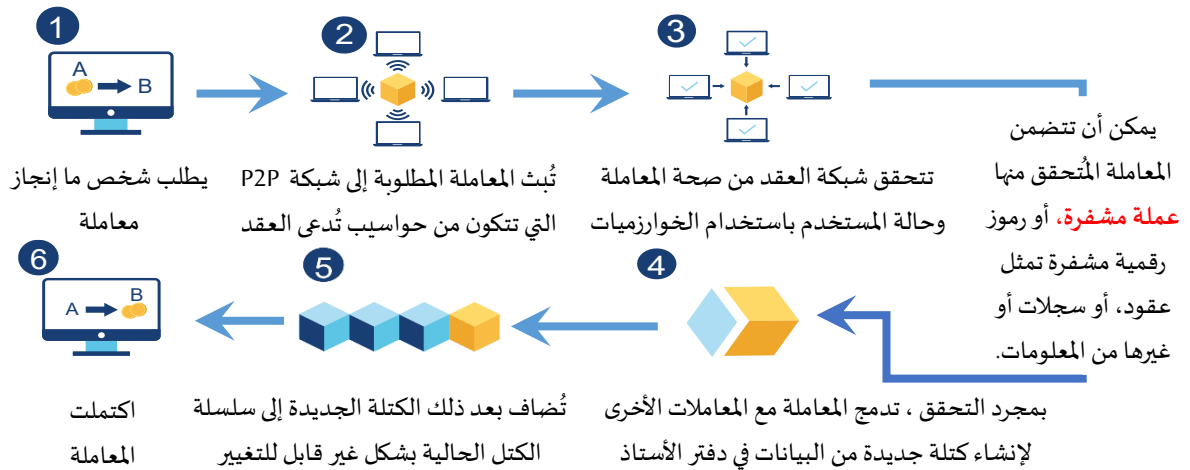 1
A
B
يطلب شخص ما إنجاز
معاملة
2
تُبث المعاملة المطلوبة إلى شبكة P2P
التي تتكون من حواسيب تُدعى العقد
3
تتحقق شبكة العقد من صحة المعاملة
وحالة المستخدم باستخدام الخوارزميات
يمكن أن تتضمن
المعاملة المُتحقق منها
عملة مشفرة، أو رموز
رقمية مشفرة تمثل
عقود، أو سجلات أو
غيرها من المعلومات.
4
بمجرد التحقق ، تدمج المعاملة مع المعاملات الأخرى
لإنشاء كتلة جديدة من البيانات في دفتر الأستاذ
5
تُضاف بعد ذلك الكتلة الجديدة إلى سلسلة
الكتل الحالية بشكل غير قابل للتغيير
6
A
B
اكتملت
المعاملة